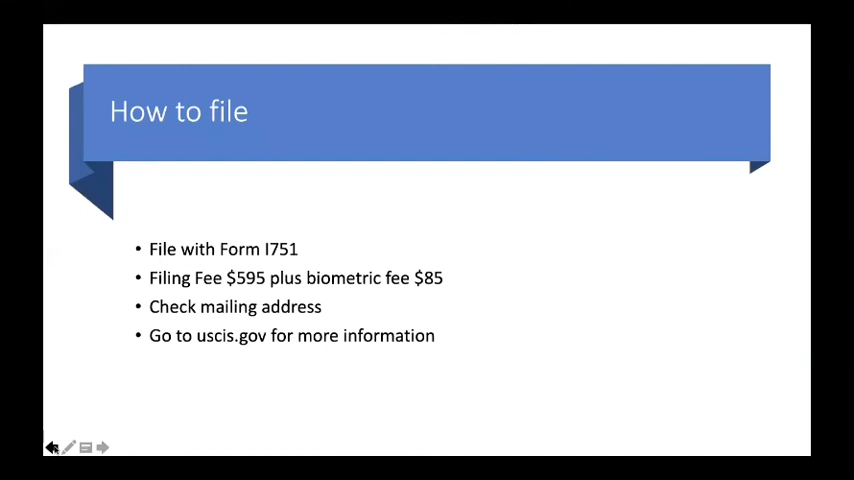 How to file
• File with Form I751
• Filing Fee $595 plus biometric fee $85
• Check mailing address
• Go to uscis.gov for more information